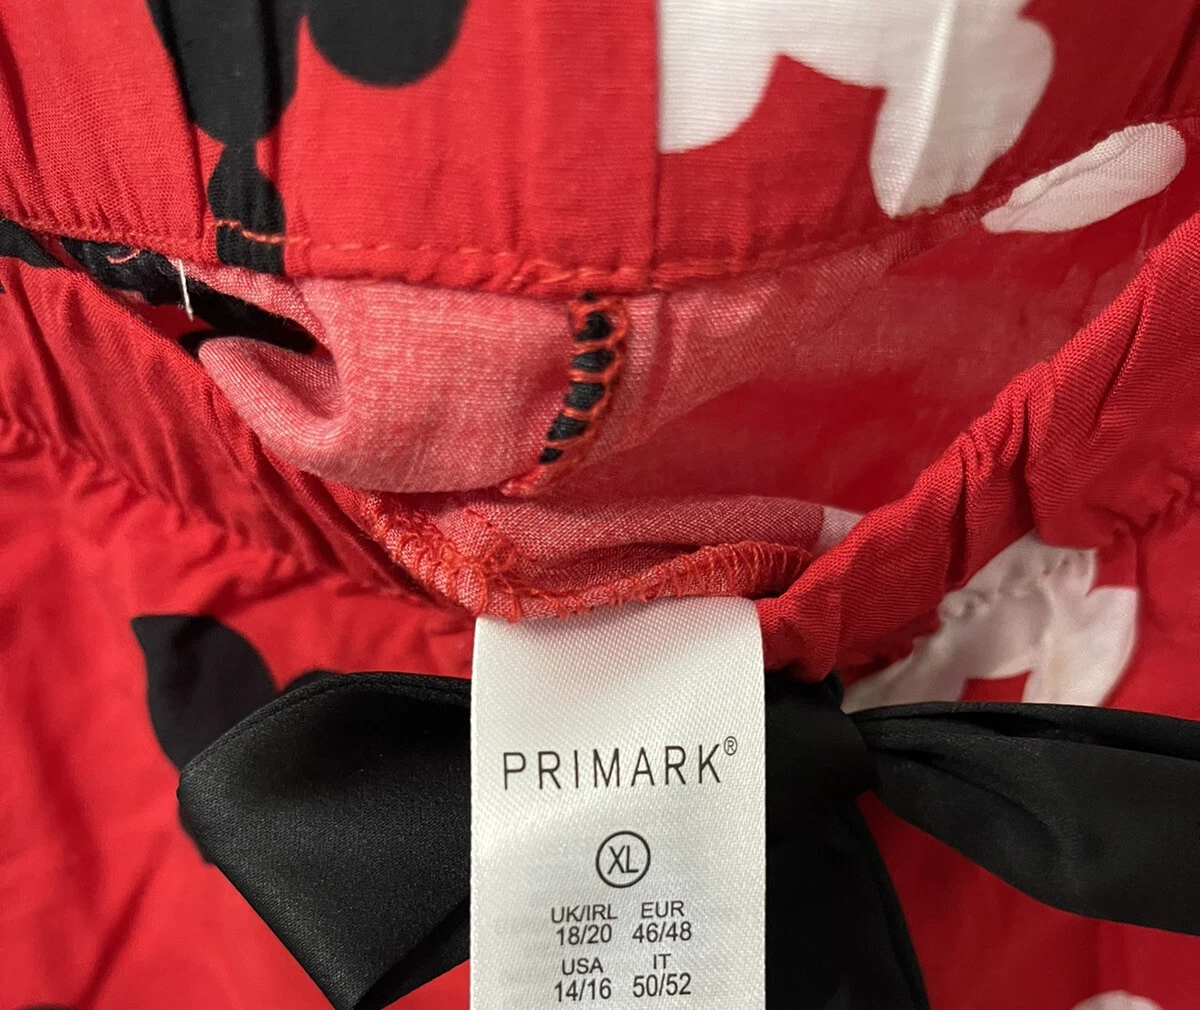 PRIMARK®
XL
UK/IRL EUR
18/20 46/48
USA IT
14/16 50/52